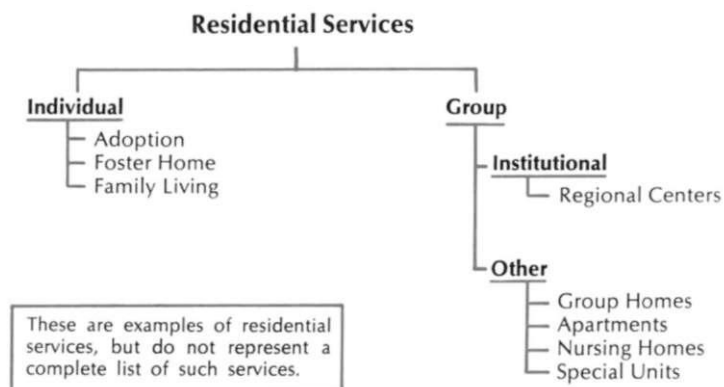 Residential Services
Individual
Adoption
Foster Home
Family Living
Group
Institutional
Regional Centers
Other
Group Homes
Apartments
Nursing Homes
Special Units
These are examples of residential
services, but do not represent a
complete list of such services.